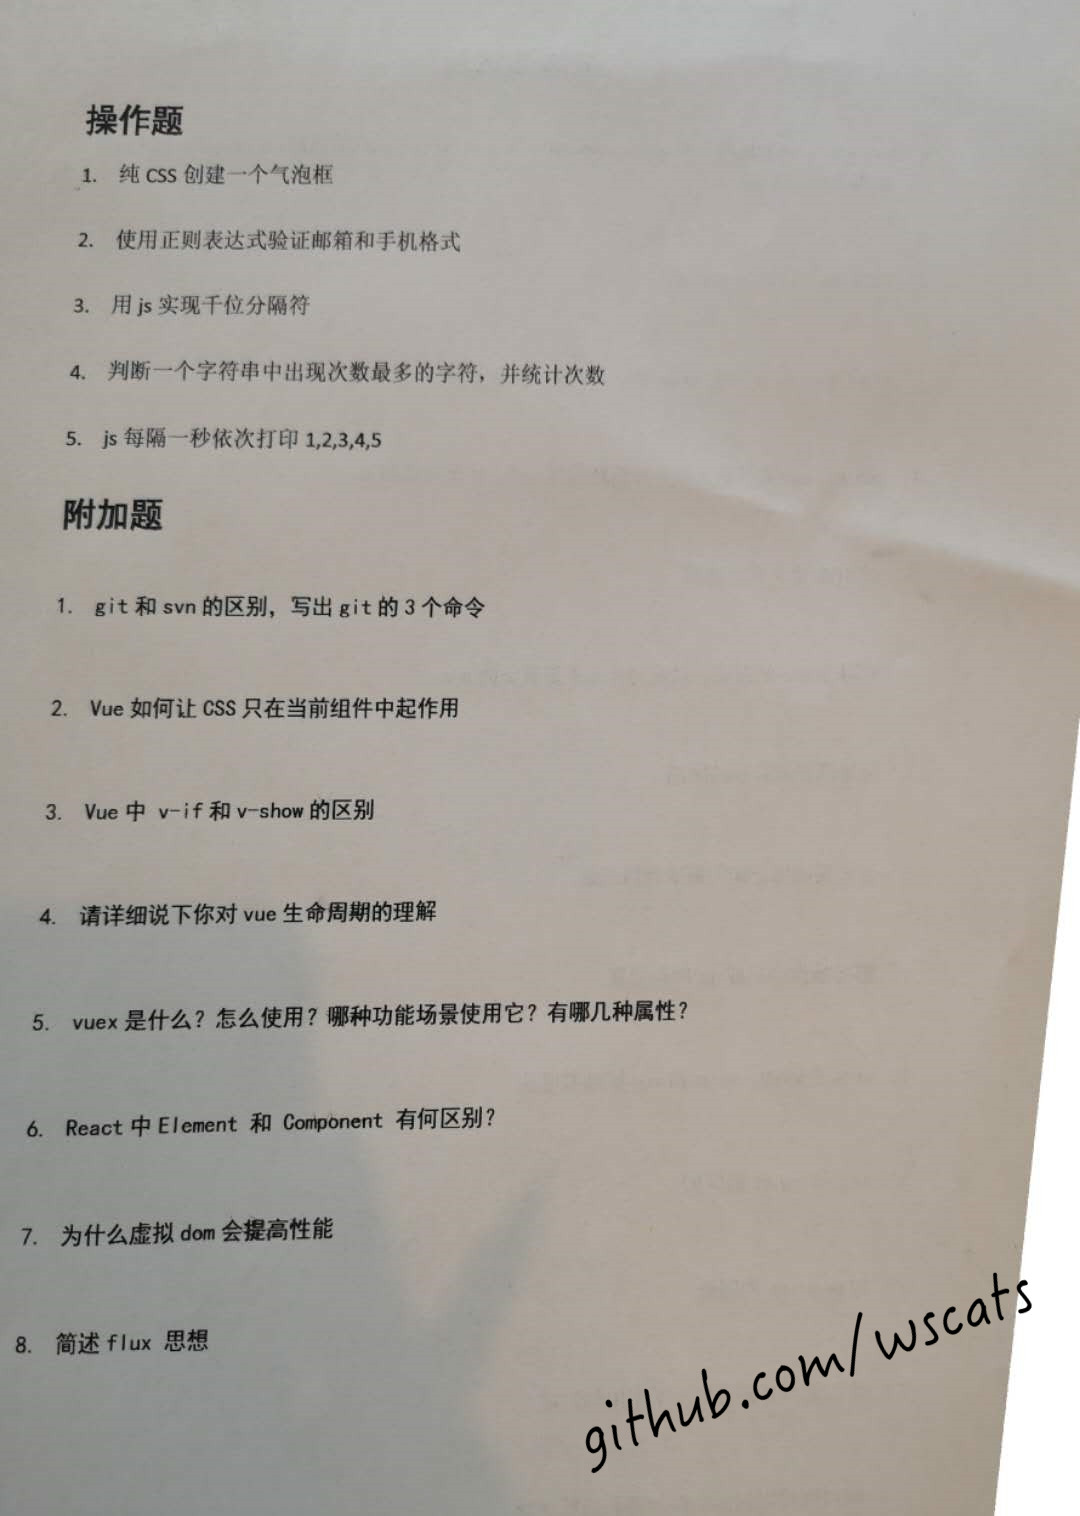 操作题
1. 纯 CSS 创建一个气泡框
2. 使用正则表达式验证邮箱和手机格式
3. 用 js 实现千位分隔符
4. 判断一个字符串中出现次数最多的字符，并统计次数
5. js 每隔一秒依次打印 1,2,3,4,5
附加题
1. git 和 svn 的区别，写出 git 的 3 个命令
2. Vue 如何让 CSS 只在当前组件中起作用
3. Vue 中 v-if 和 v-show 的区别
4. 请详细说下你对 vue 生命周期的理解
5. vuex 是什么？怎么使用？哪种功能场景使用它？有哪几种属性？
6. React 中 Element 和 Component 有何区别？
7. 为什么虚拟 dom 会提高性能
8. 简述 flux 思想
github.com/wscats